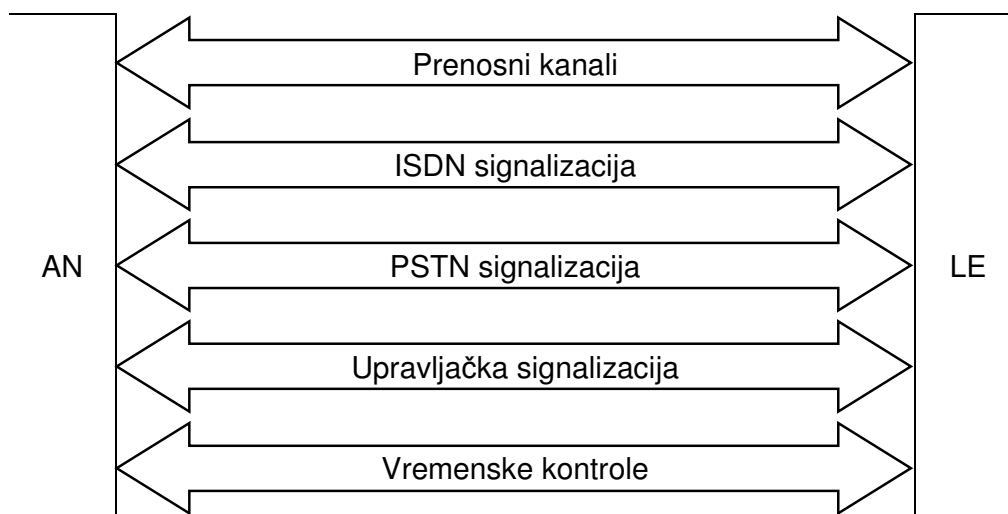 Prenosni kanali
ISDN signalizacija
AN
PSTN signalizacija
LE
Upravljačka signalizacija
Vremenske kontrole